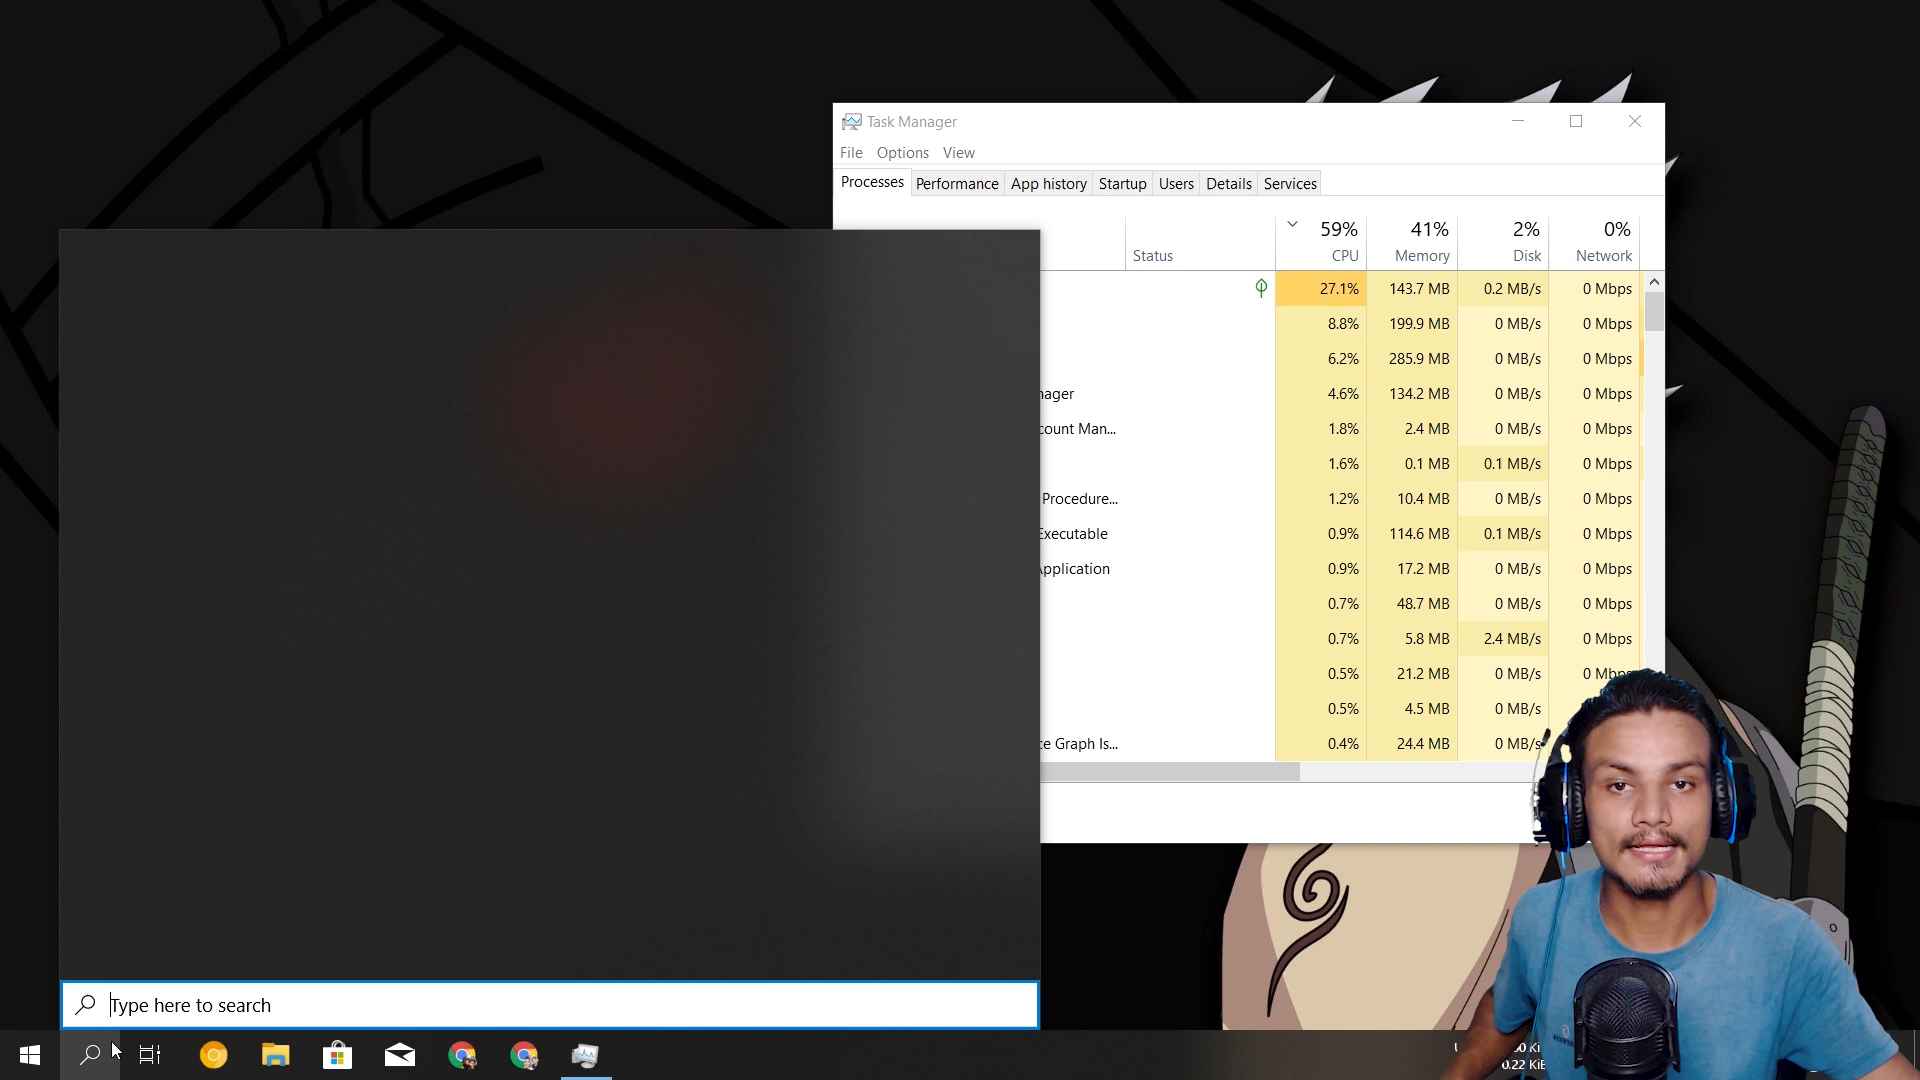 Task Manager
File Options View
Processes Performance App history Startup Users Details Services
59% 41% 2% 0%
Status CPU Memory Disk Network
27.1% 143.7 MB 0.2 MB/s 0 Mbps
8.8% 199.9 MB 0 MB/s 0 Mbps
6.2% 285.9 MB 0 MB/s 0 Mbps
nager 4.6% 134.2 MB 0 MB/s 0 Mbps
count Man... 1.8% 2.4 MB 0 MB/s 0 Mbps
1.6% 0.1 MB 0.1 MB/s 0 Mbps
Procedure... 1.2% 10.4 MB 0 MB/s 0 Mbps
Executable 0.9% 114.6 MB 0.1 MB/s 0 Mbps
Application 0.9% 17.2 MB 0 MB/s 0 Mbps
0.7% 48.7 MB 0 MB/s 0 Mbps
0.7% 5.8 MB 2.4 MB/s 0 Mbps
0.5% 21.2 MB 0 MB/s 0 Mbps
0.5% 4.5 MB 0 MB/s
ce Graph Is... 0.4% 24.4 MB 0 MB/s
Type here to search
0.22 KiB